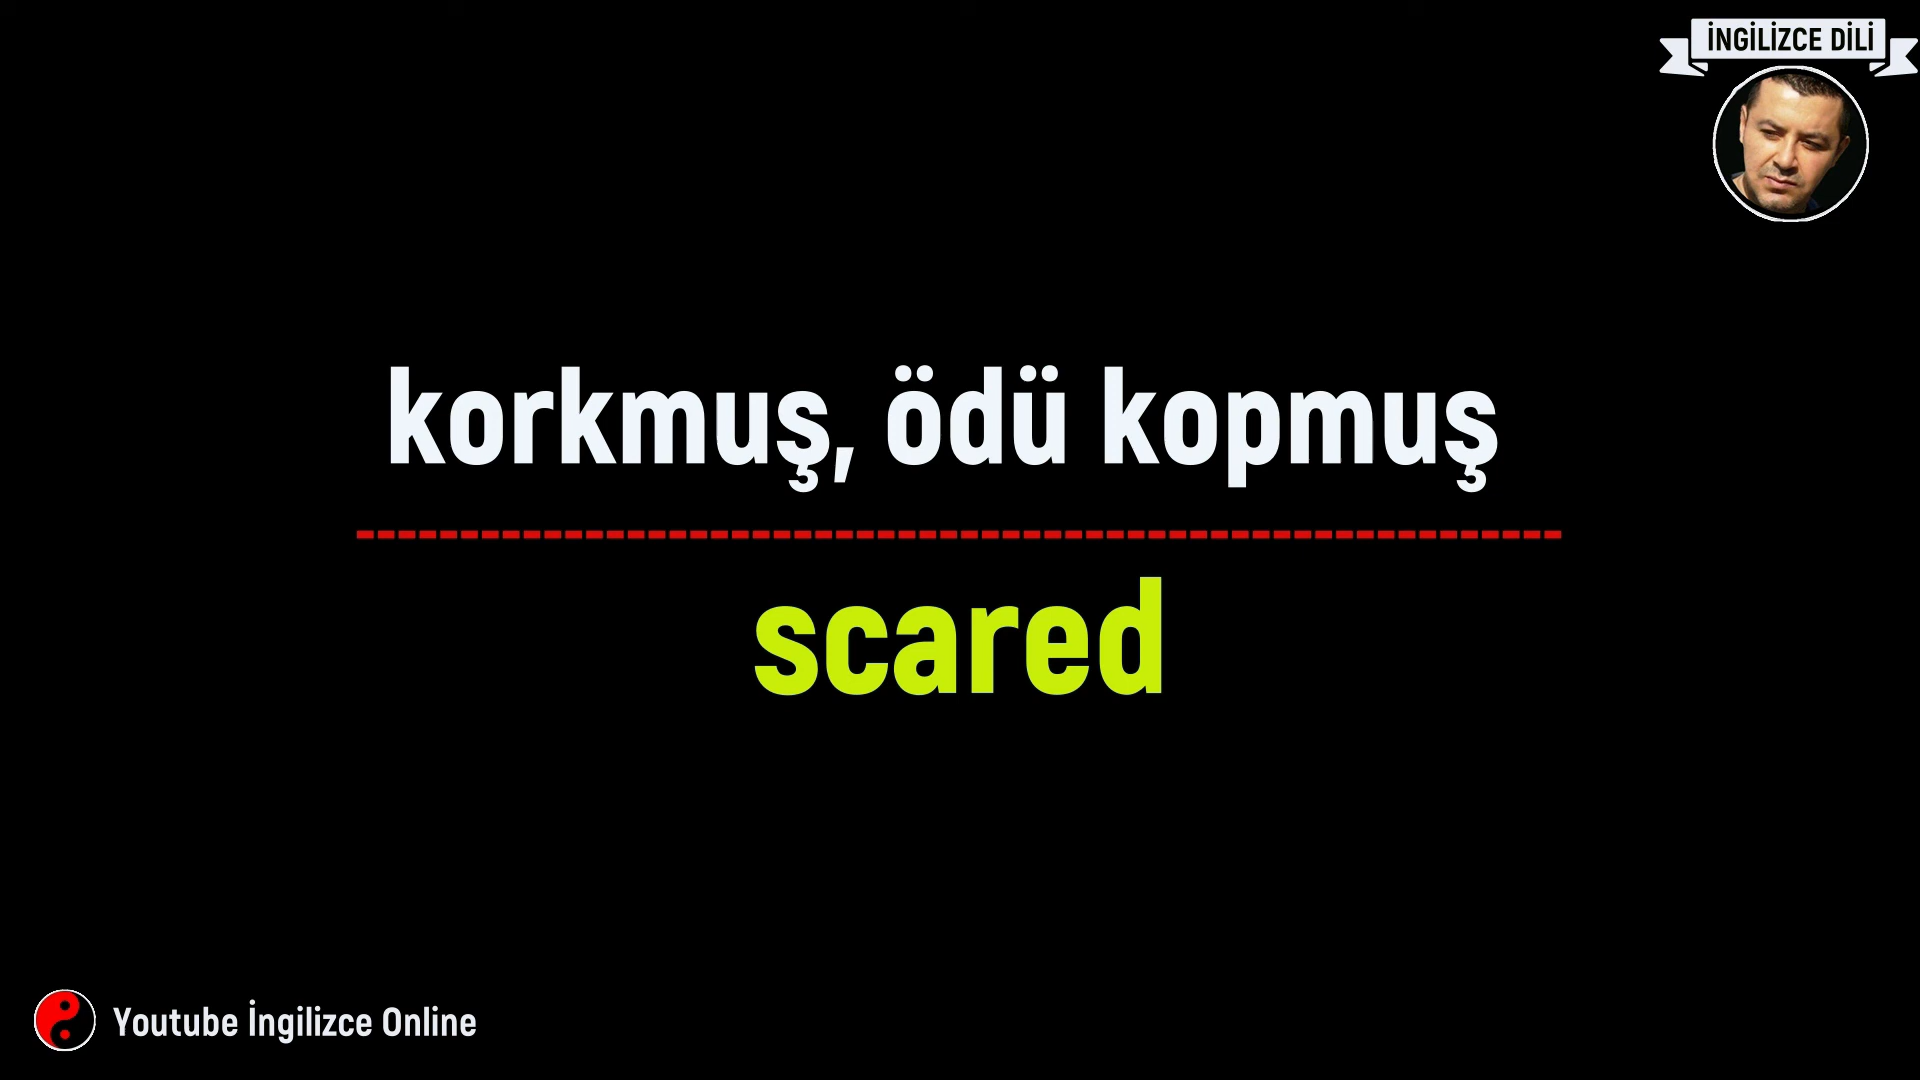 İNGİLİZCE DİLİ
korkmuş, ödü kopmuş
scared
Youtube İngilizce Online